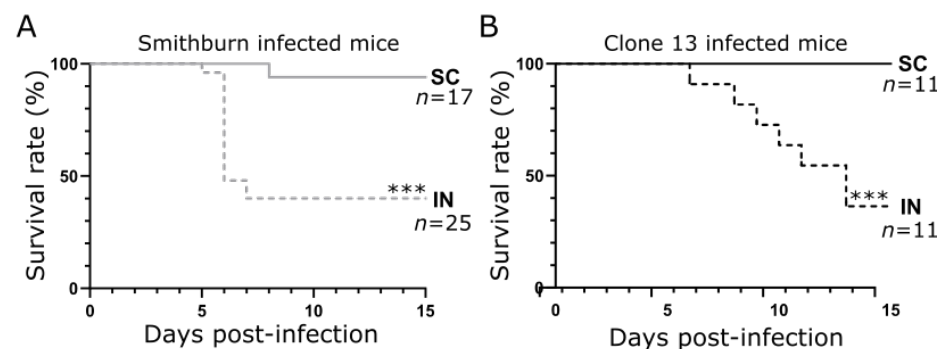 A
Smithburn infected mice
Survival rate (%)
100
50
0
SC
n=17
***
IN
n=25
0
5
10
15
Days post-infection
B
Clone 13 infected mice
Survival rate (%)
100
50
0
SC
n=11
***
IN
n=11
0
5
10
15
Days post-infection